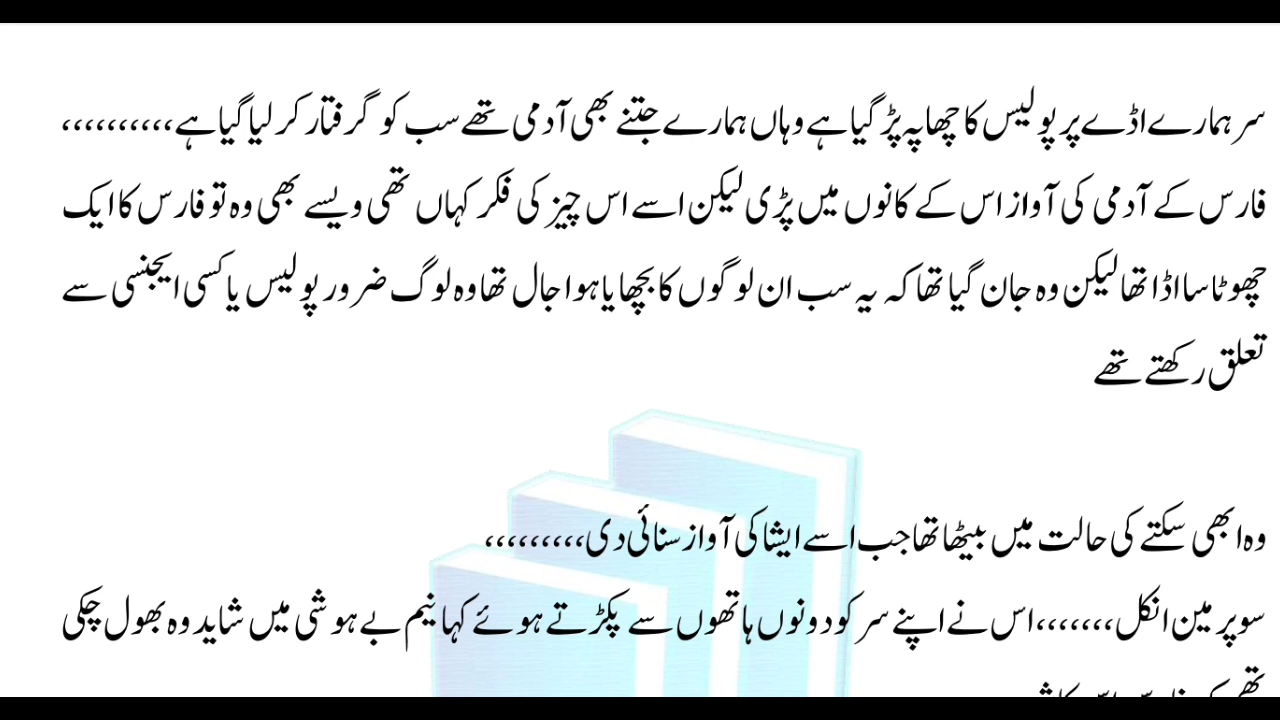 سر ہمارے اڈے پر پولیس کا چھاپہ پڑ گیا ہے وہاں ہمارے جتنے بھی آدمی تھے سب کو گرفتار کر لیا گیا ہے،،،،،،،،،،
فارس کے آدمی کی آواز اس کے کانوں میں پڑی لیکن اسے اس چیز کی فکر کہاں تھی ویسے بھی وہ تو فارس کا ایک
چھوٹا سا اڈا تھا لیکن وہ جان گیا تھا کہ یہ سب ان لوگوں کا بچھایا ہوا جال تھا وہ لوگ ضرور پولیس یا کسی ایجنسی سے
تعلق رکھتے تھے
وہ ابھی سکتے کی حالت میں بیٹھا تھا جب اسے ایشا کی آواز سنائی دی،،،،،،،،،
سوپر مین انکل،،،،،،،اس نے اپنے سر کو دونوں ہاتھوں سے پکڑتے ہوئے کہا نیم بے ہوشی میں شاید وہ بھول چکی